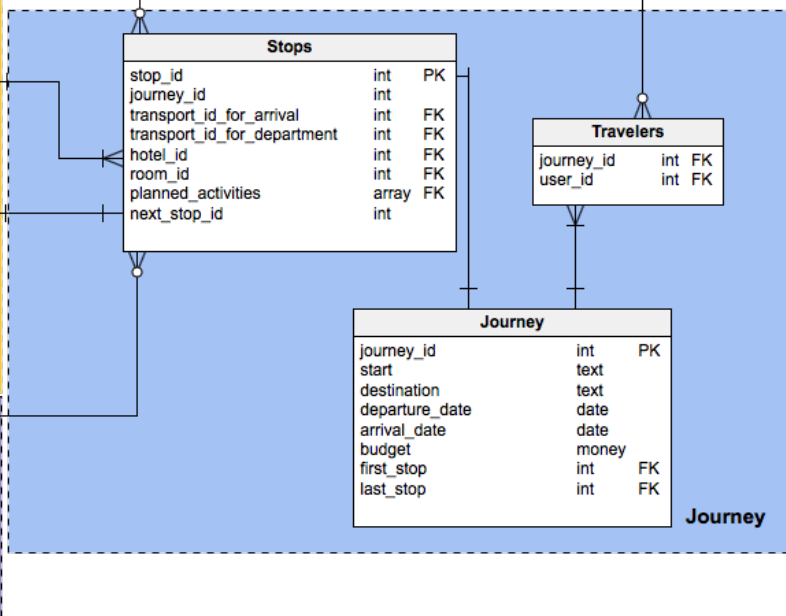 Stops
stop_id int PK
journey_id int
transport_id_for_arrival int FK
transport_id_for_department int FK
hotel_id int FK
room_id int FK
planned_activities array FK
next_stop_id int
Travelers
journey_id int FK
user_id int FK
Journey
journey_id int PK
start text
destination text
departure_date date
arrival_date date
budget money
first_stop int FK
last_stop int FK
Journey